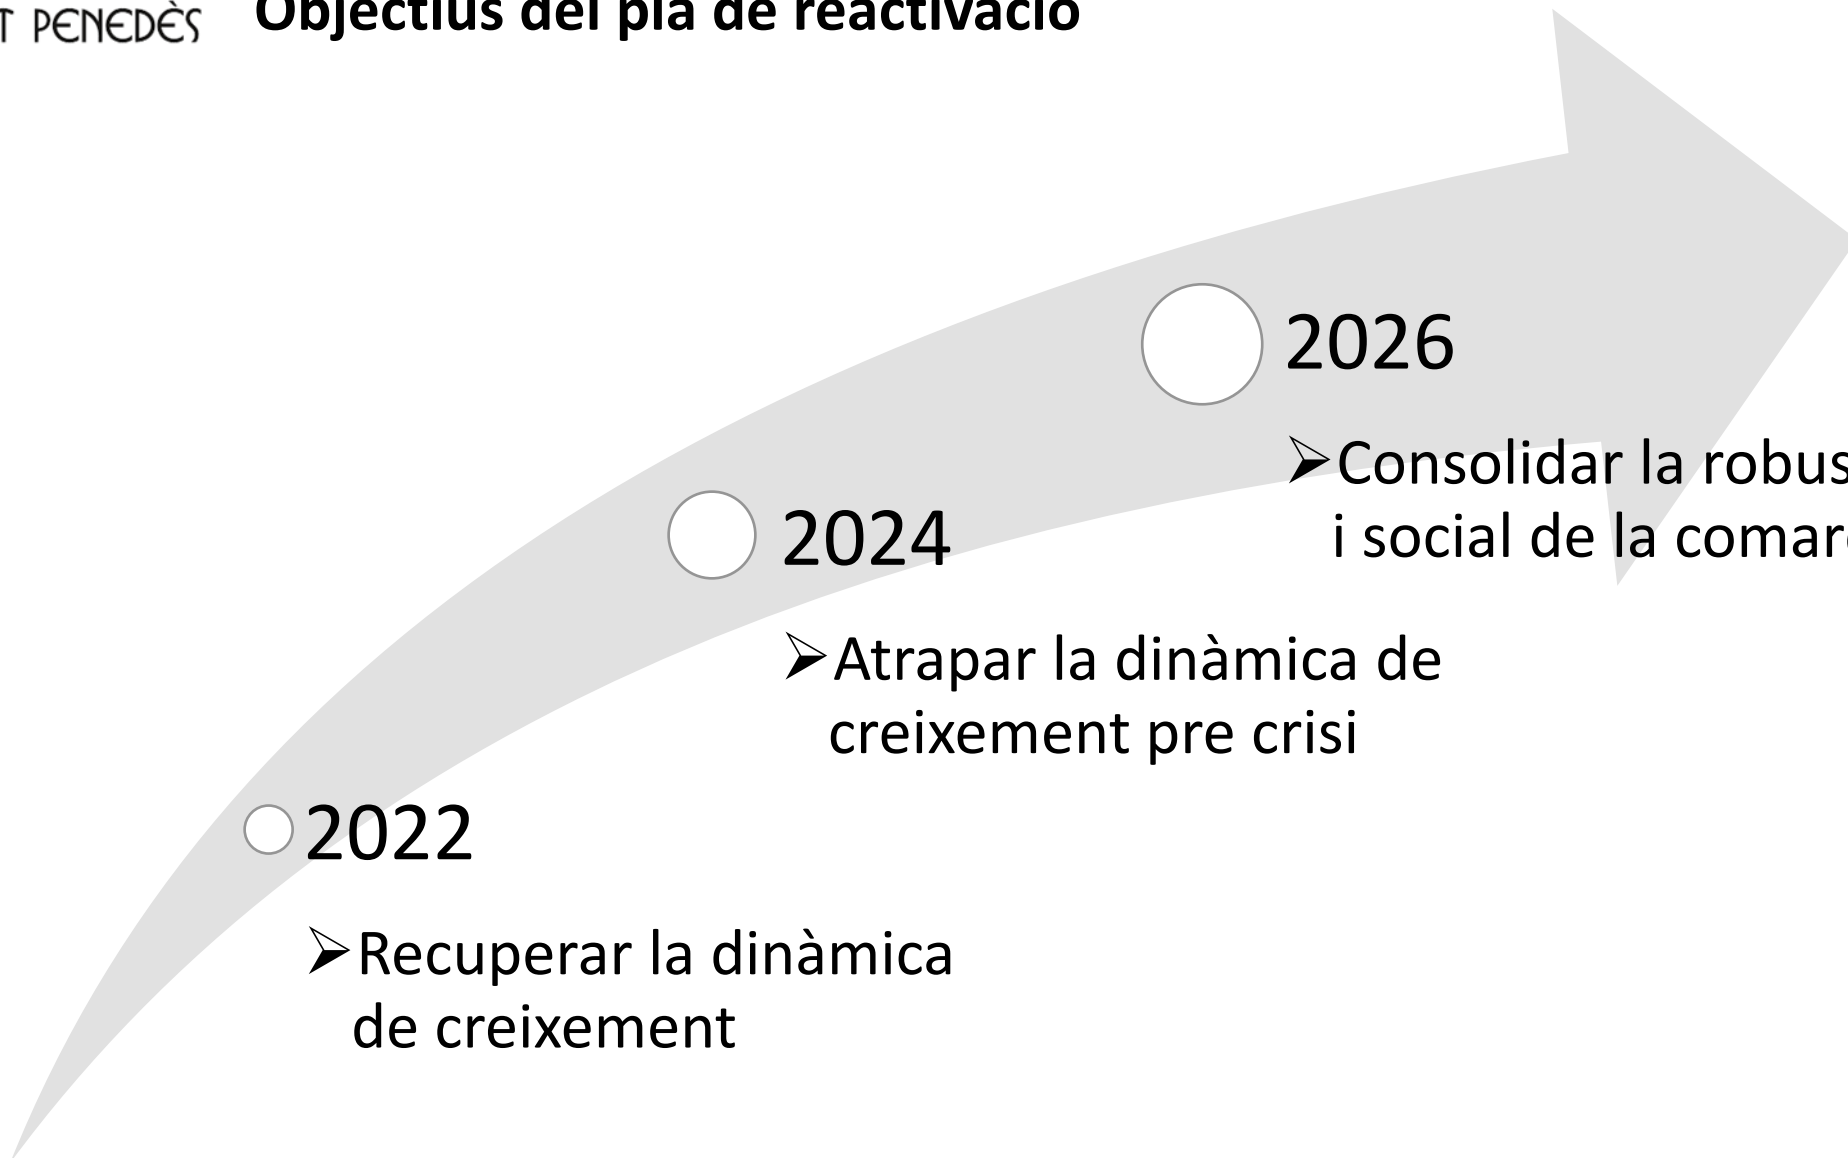 T PENEDÈS
Objectius del pla de reactivació
2026
➢Consolidar la robus
i social de la comarc
2024
➢Atrapar la dinàmica de
creixement pre crisi
2022
➢Recuperar la dinàmica
de creixement